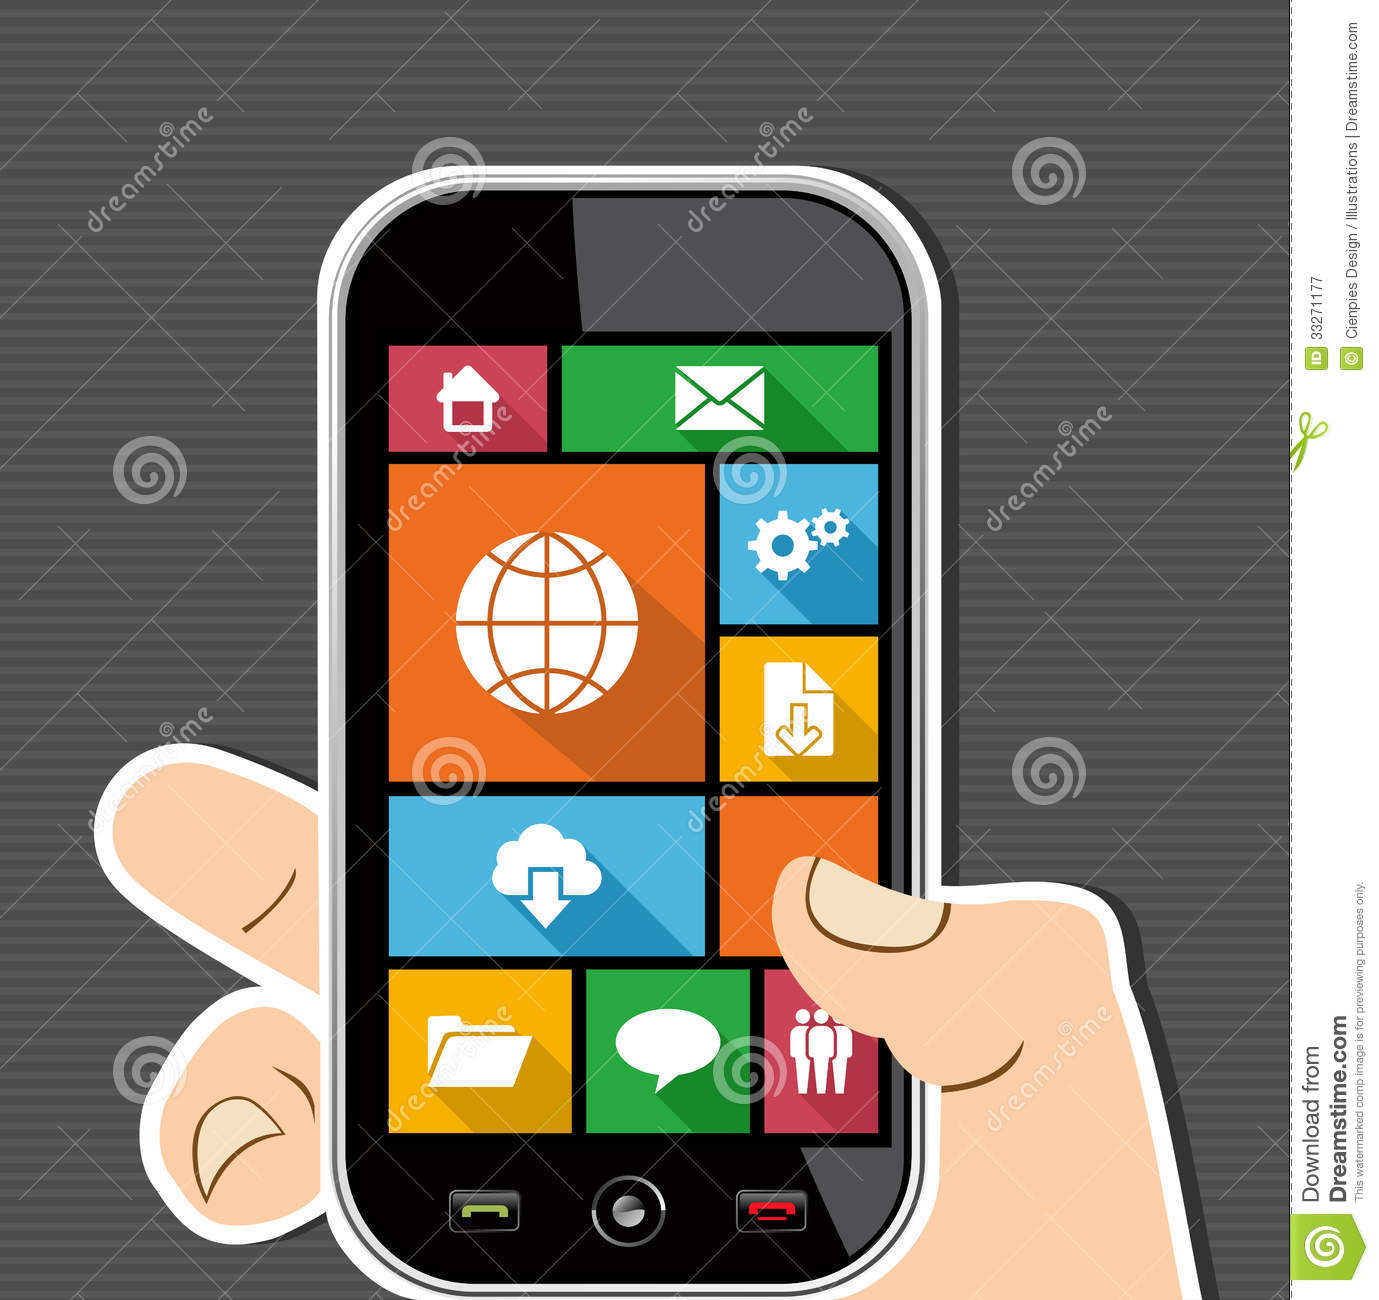 dreamstime
dreamstime
dreamstime
dreamstime
dreamstime
dreamstime
dreamstime
dreamstime
ID 33271177
© Cienpies Design / Illustrations | Dreamstime.com
Download from
Dreamstime.com
This watermarked comp image is for previewing purposes only.